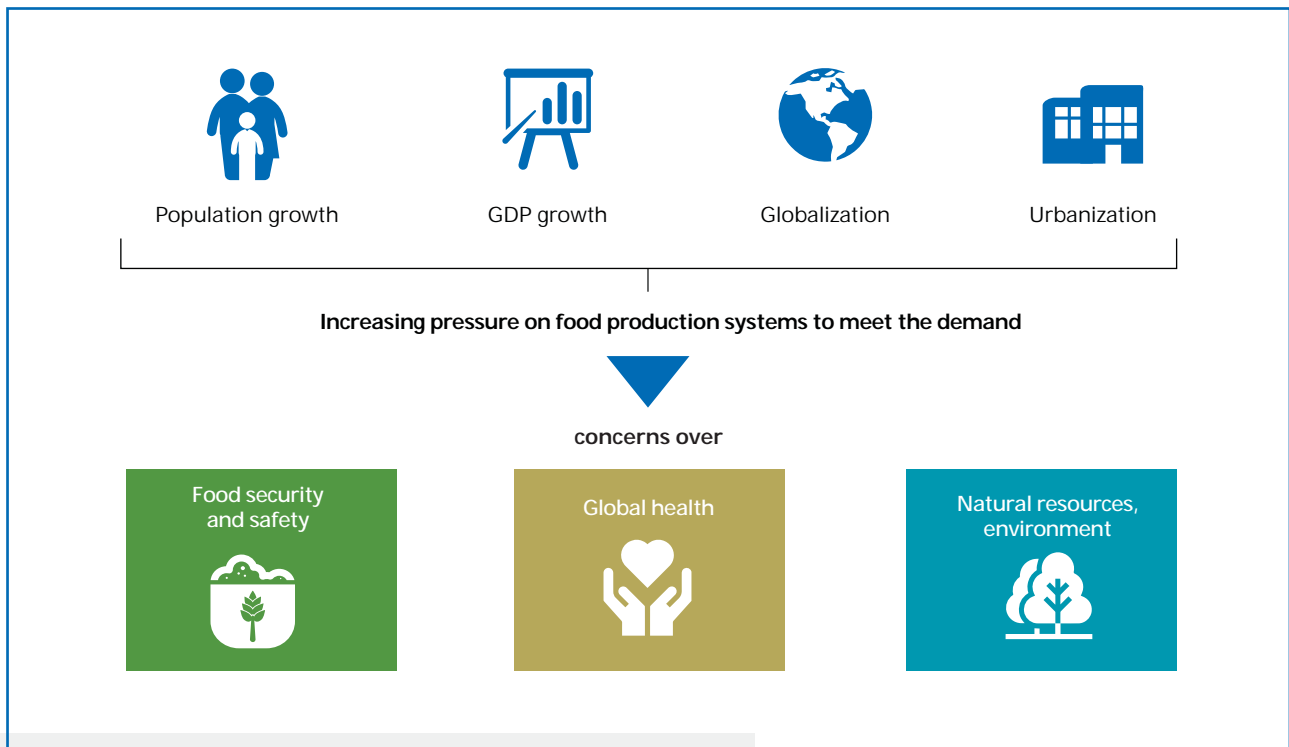 Population growth
GDP growth
Globalization
Urbanization
Increasing pressure on food production systems to meet the demand
concerns over
Food security
and safety
Global health
Natural resources,
environment